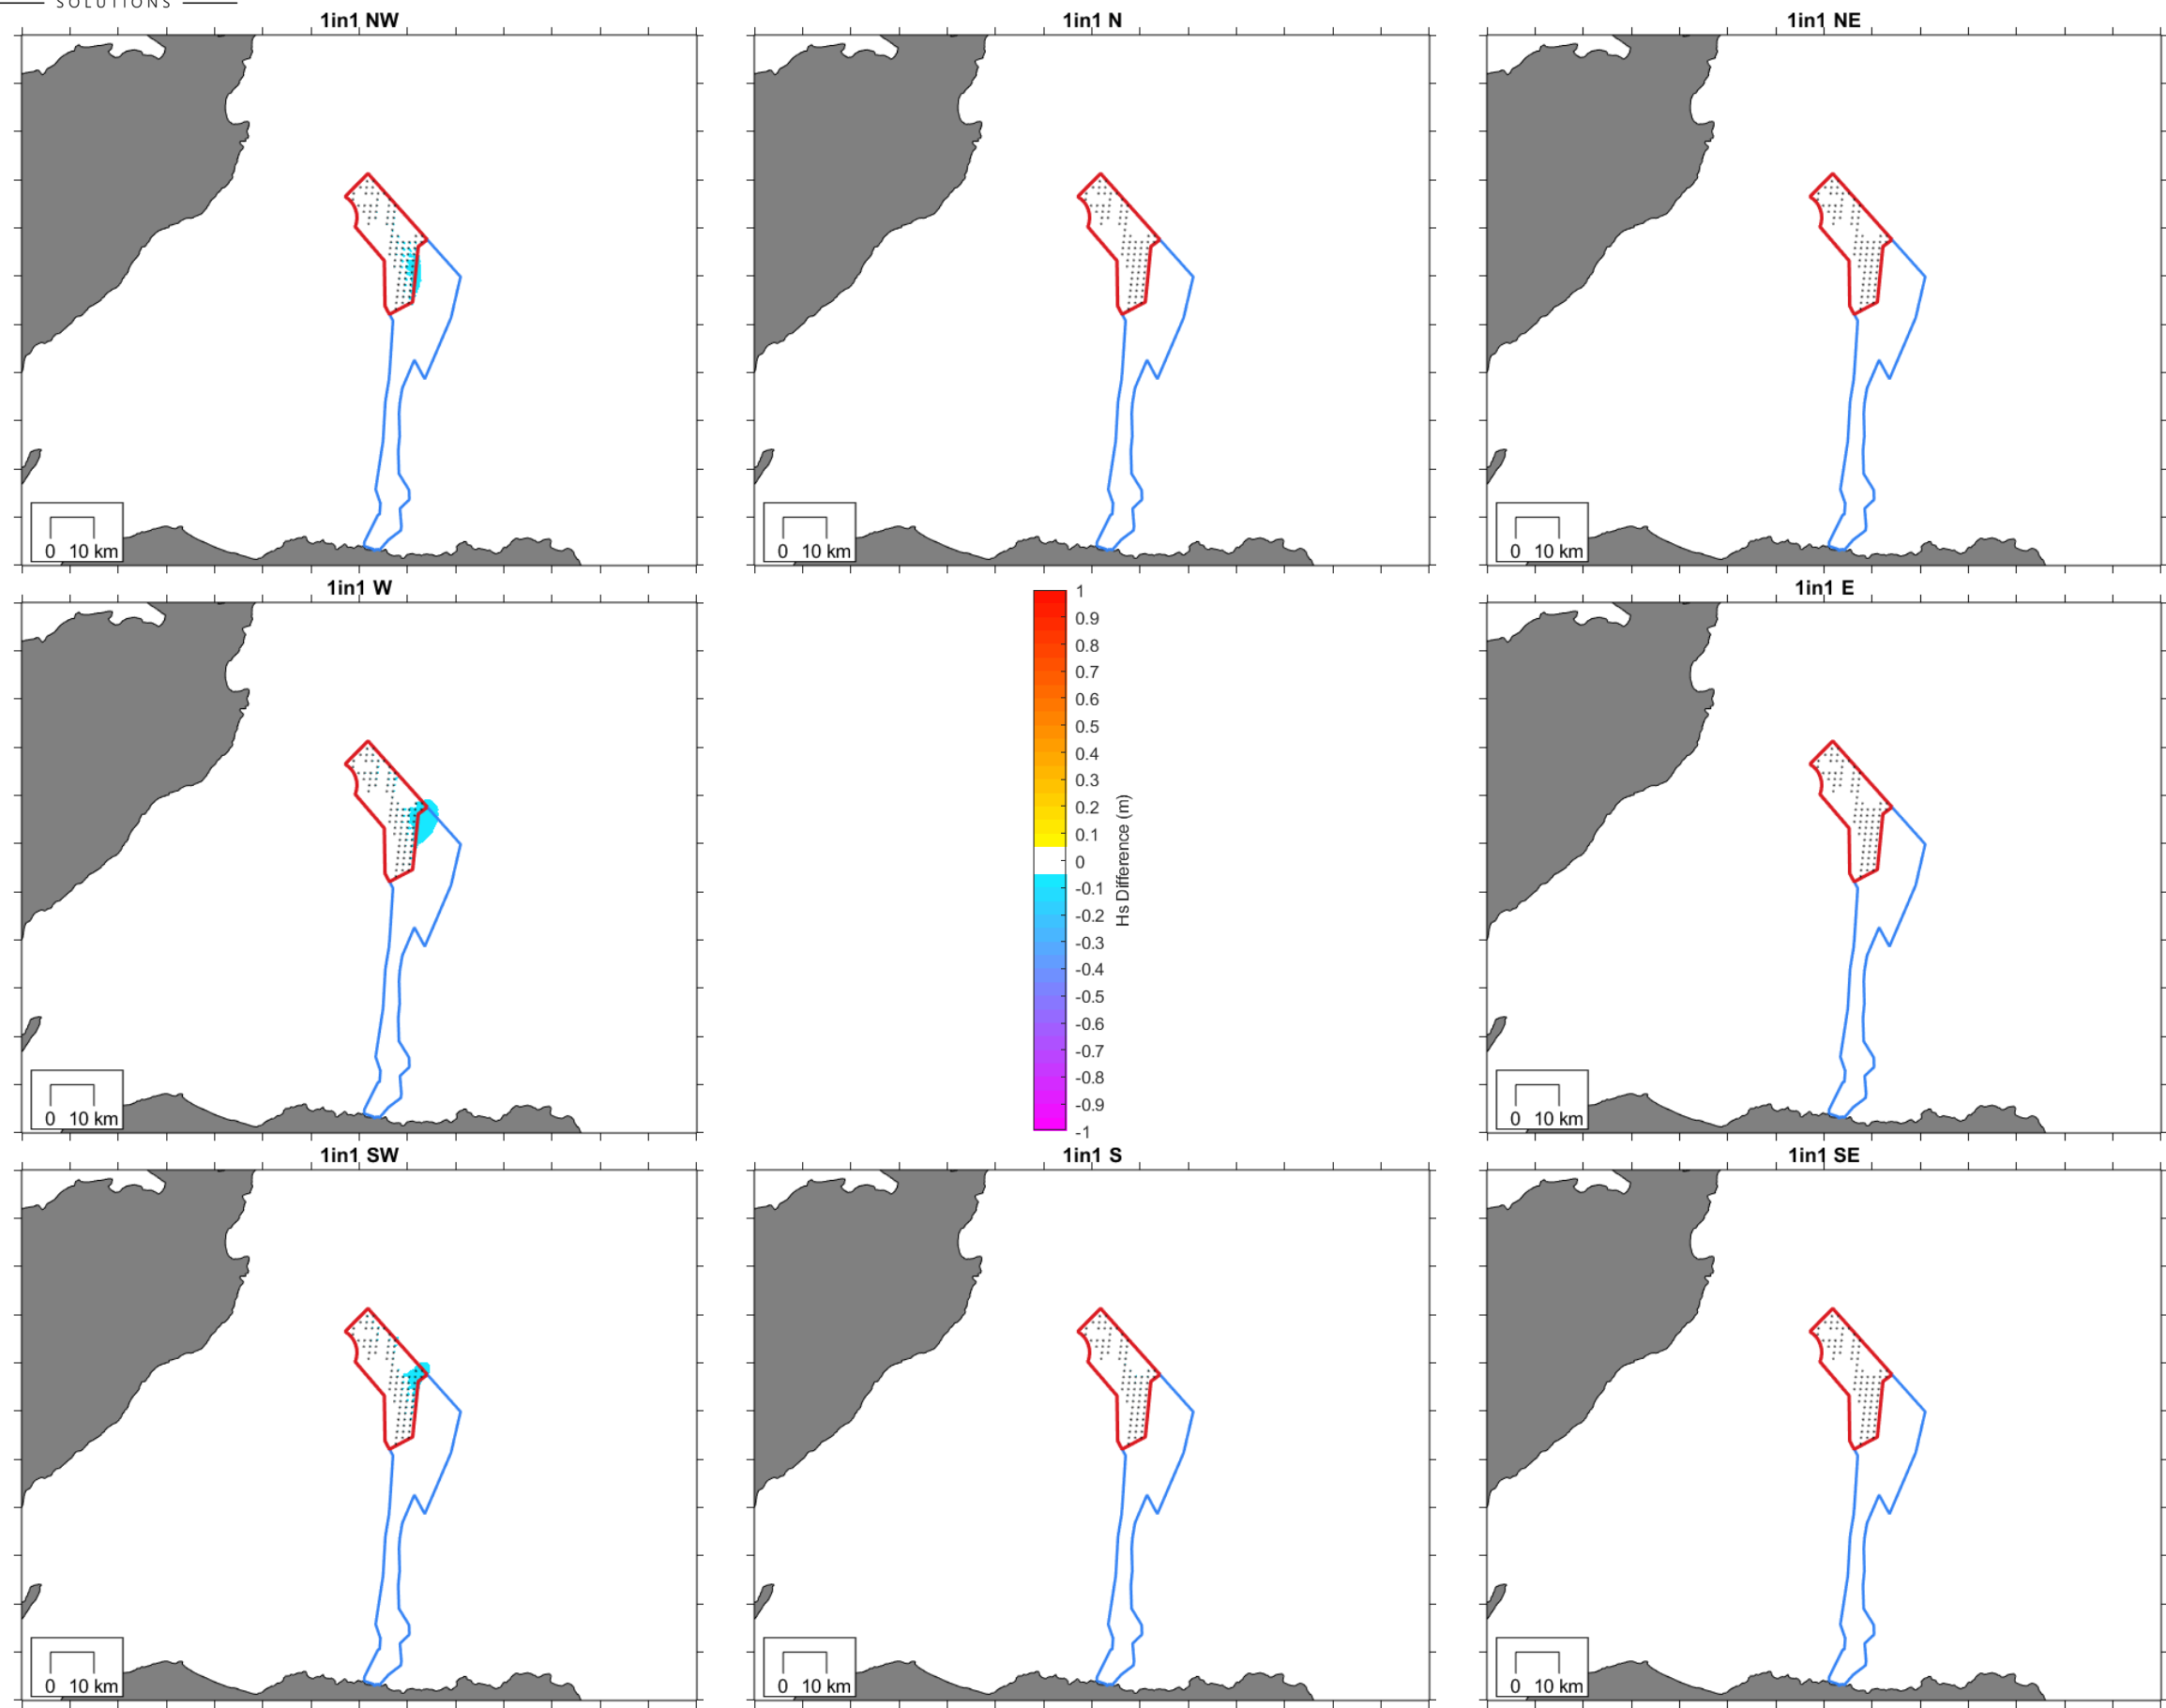 SOLUTIONS
1in1 NW
1in1 N
1in1 NE
0 10 km
0 10 km
0 10 km
1in1 W
1in1 E
1
0.9
0.8
0.7
0.6
0.5
0.4
0.3
0.2
0.1
0
-0.1
-0.2
-0.3
-0.4
-0.5
-0.6
-0.7
-0.8
-0.9
-1
Hs Difference (m)
0 10 km
0 10 km
1in1 SW
1in1 S
1in1 SE
0 10 km
0 10 km
0 10 km